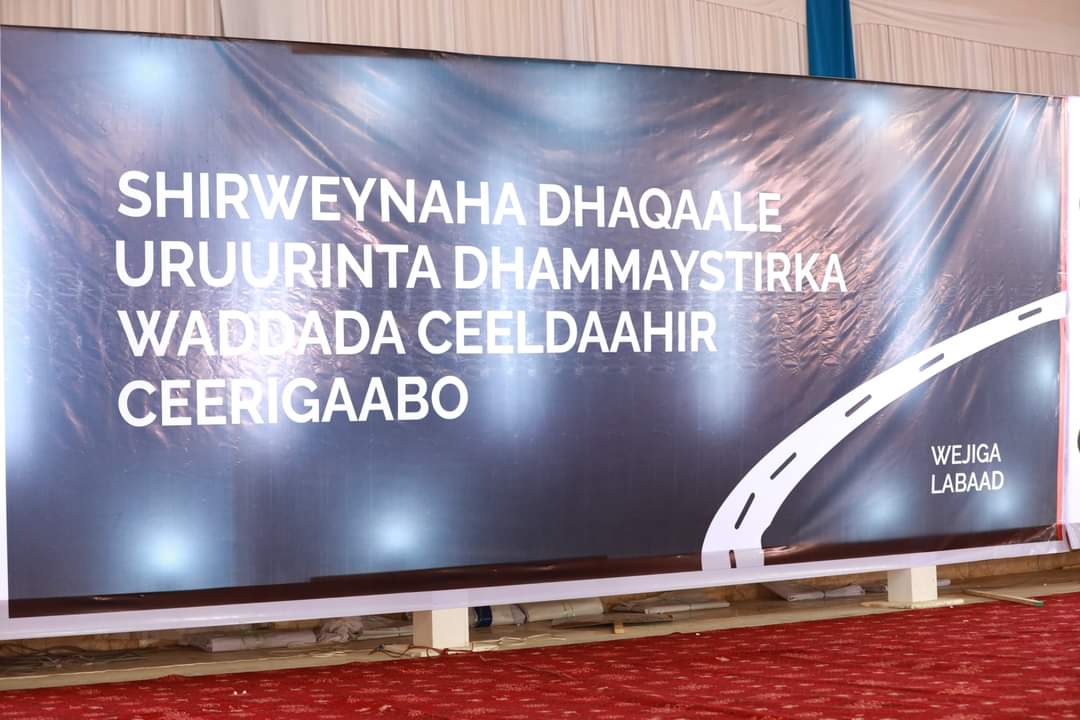 SHIRWEYNAHA DHAQAALE
URUURINTA DHAMMAYSTIRKA
WADDADA CEELDAAHIR
CEERIGAABO
WEJIGA
LABAAD